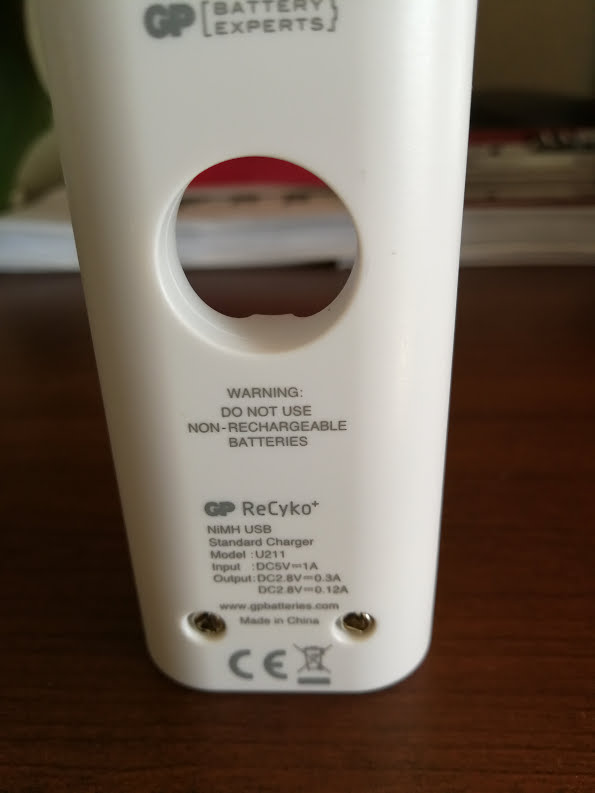 GP [BATTERY
EXPERTS}
WARNING:
DO NOT USE
NON-RECHARGEABLE
BATTERIES
GP ReCyko+
NiMH USB
Standard Charger
Model :U211
Input :DC5V⎓1A
Output:DC2.8V⎓0.3A
DC2.8V⎓0.12A
www.gpbatteries.com
Made in China
CE